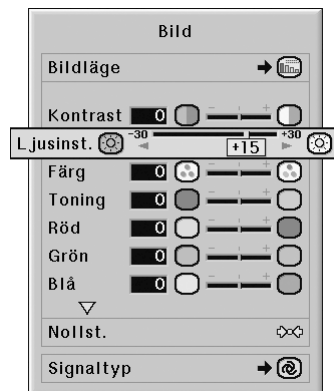 Bild
Bildläge
Kontrast 0
Ljusinst. -30 +15 +30
Färg 0
Toning 0
Röd 0
Grön 0
Blå 0
Nollst.
Signaltyp